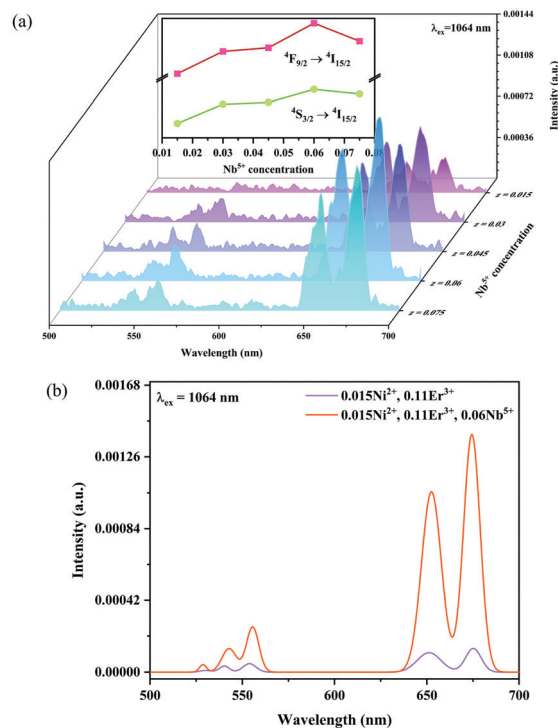 (a)
λex=1064 nm
0.00144
0.00108
0.00072
0.00036
Intensity (a.u.)
⁴F9/2 → ⁴I15/2
⁴S3/2 → ⁴I15/2
0.01 0.02 0.03 0.04 0.05 0.06 0.07 0.08
Nb⁵⁺ concentration
z = 0.015
z = 0.03
z = 0.045
z = 0.06
z = 0.075
Nb⁵⁺ concentration
500 550 600 650 700
Wavelength (nm)
(b)
λex = 1064 nm
0.015Ni²⁺, 0.11Er³⁺
0.015Ni²⁺, 0.11Er³⁺, 0.06Nb⁵⁺
0.00168
0.00126
0.00084
0.00042
0.00000
Intensity (a.u.)
500 550 600 650 700
Wavelength (nm)